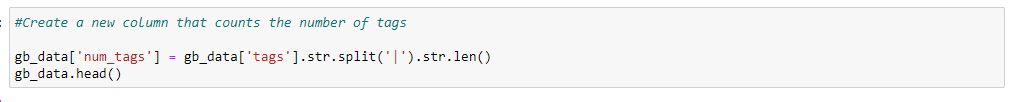 #Create a new column that counts the number of tags
gb_data['num_tags'] = gb_data['tags'].str.split('|').str.len()
gb_data.head()